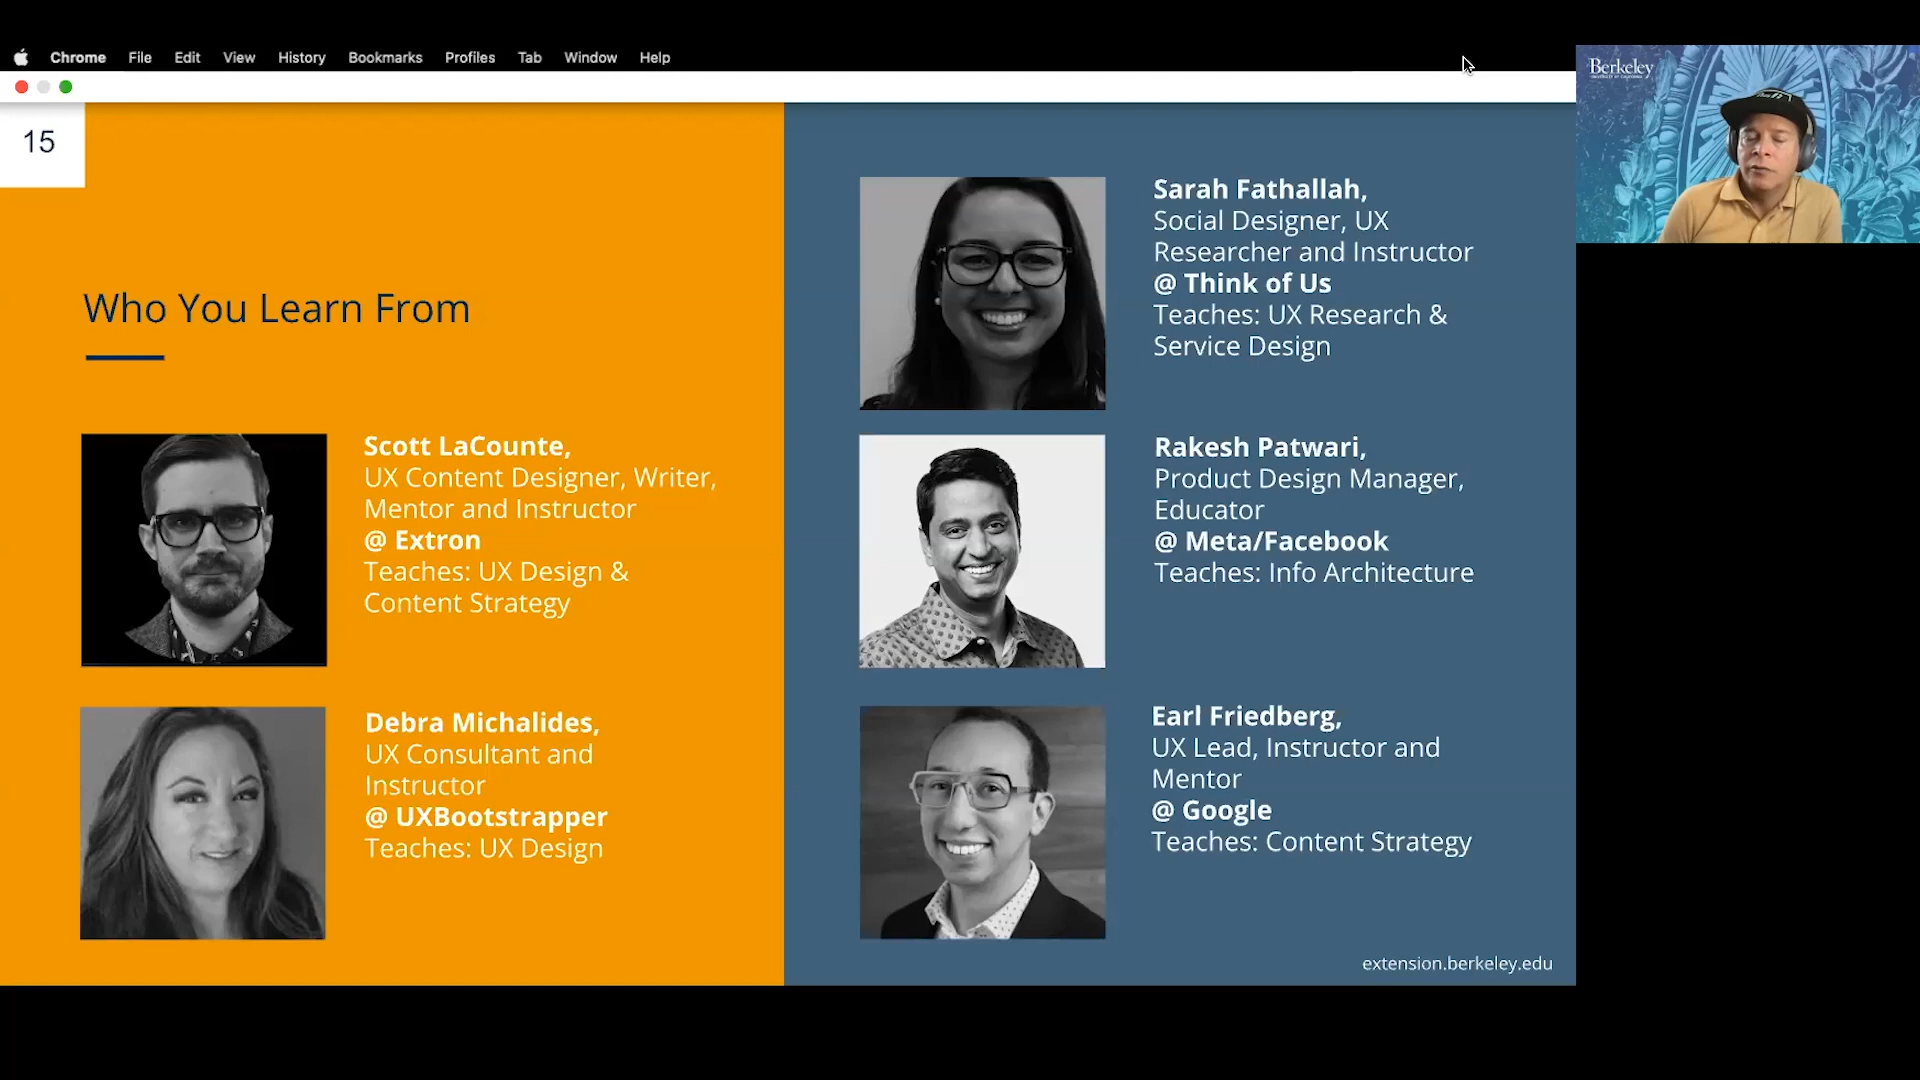 Chrome File Edit View History Bookmarks Profiles Tab Window Help
Berkeley
15
Who You Learn From
Scott LaCounte,
UX Content Designer, Writer,
Mentor and Instructor
@ Extron
Teaches: UX Design &
Content Strategy
Debra Michalides,
UX Consultant and
Instructor
@ UXBootstrapper
Teaches: UX Design
Sarah Fathallah,
Social Designer, UX
Researcher and Instructor
@ Think of Us
Teaches: UX Research &
Service Design
Rakesh Patwari,
Product Design Manager,
Educator
@ Meta/Facebook
Teaches: Info Architecture
Earl Friedberg,
UX Lead, Instructor and
Mentor
@ Google
Teaches: Content Strategy
extension.berkeley.edu